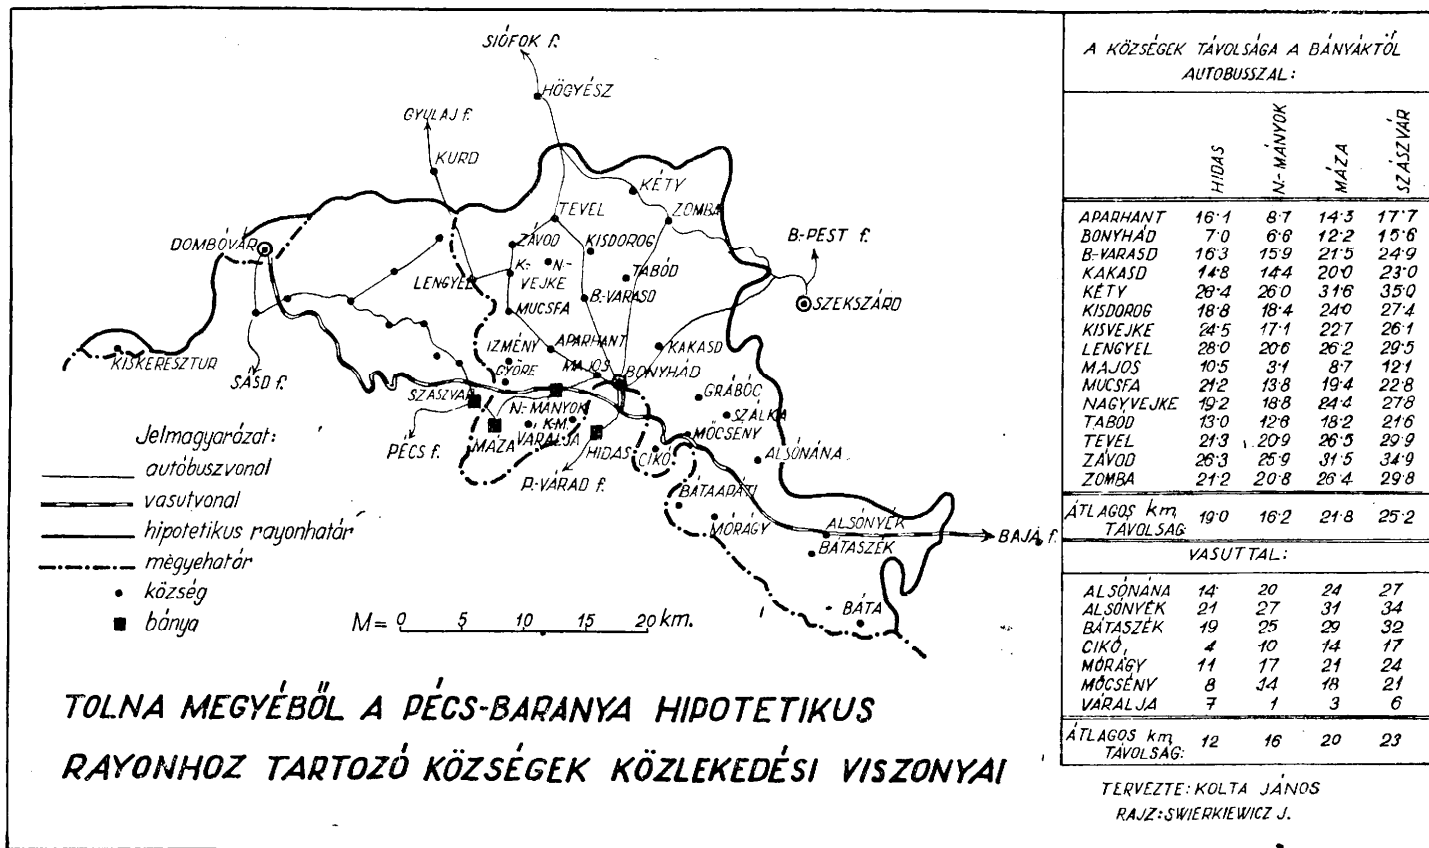 SIÓFOK f.
HŐGYÉSZ
GYULAJ f.
KURD
KÉTY
TEVEL
ZOMBA
DOMBÓVÁR
ZÁVOD
KISDOROG
B-PEST f.
K.- N.-
VEJKE
TABÓD
LENGYEL
B-VARASD
SZEKSZÁRD
MUCSFA
IZMÉNY
APARHANT
KAKASD
KISKERESZTUR
GYÖRE
MAJOS
BONYHÁD
SÁSD f.
SZÁSZVÁR
N-MÁNYOK
GRÁBÓC
K.M.
SZÁLKA
MÁZA
VÁRALJA
MŐCSÉNY
PÉCS f.
HIDAS
CIKÓ
ALSÓNÁNA
P-VÁRAD f.
BÁTAAPÁTI
MÓRÁGY
ALSÓNYÉK
BAJA f.
BÁTASZÉK
BÁTA
Jelmagyarázat:
autóbuszvonal
vasutvonal
hipotetikus rayonhatár
megyehatár
község
bánya
M= 0 5 10 15 20 km.
TOLNA MEGYÉBŐL A PÉCS-BARANYA HIPOTETIKUS
RAYONHOZ TARTOZÓ KÖZSÉGEK KÖZLEKEDÉSI VISZONYAI
A KÖZSÉGEK TÁVOLSÁGA A BÁNYÁKTÓL
AUTOBUSSZAL:
HIDAS N.-MÁNYOK MÁZA SZÁSZVÁR
APARHANT 16·1 8·7 14·3 17·7
BONYHÁD 7·0 6·6 12·2 15·6
B-VARASD 16·3 15·9 21·5 24·9
KAKASD 14·8 14·4 20·0 23·0
KÉTY 26·4 26·0 31·6 35·0
KISDOROG 18·8 18·4 24·0 27·4
KISVEJKE 24·5 17·1 22·7 26·1
LENGYEL 28·0 20·6 26·2 29·5
MAJOS 10·5 3·1 8·7 12·1
MUCSFA 21·2 13·8 19·4 22·8
NAGYVEJKE 19·2 18·8 24·4 27·8
TABÓD 13·0 12·6 18·2 21·6
TEVEL 21·3 20·9 26·5 29·9
ZÁVOD 26·3 25·9 31·5 34·9
ZOMBA 21·2 20·8 26·4 29·8
ÁTLAGOS km
TÁVOLSÁG: 19·0 16·2 21·8 25·2
VASUTTAL:
ALSÓNÁNA 14 20 24 27
ALSÓNYÉK 21 27 31 34
BÁTASZÉK 19 25 29 32
CIKÓ 4 10 14 17
MÓRÁGY 11 17 21 24
MŐCSÉNY 8 14 18 21
VÁRALJA 7 1 3 6
ÁTLAGOS km
TÁVOLSÁG: 12 16 20 23
TERVEZTE: KOLTA JÁNOS
RAJZ: SWIERKIEWICZ J.